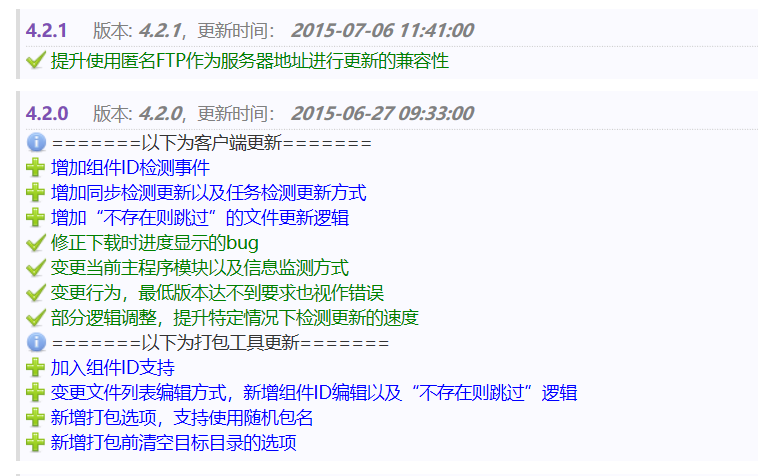 4.2.1 版本: 4.2.1，更新时间： 2015-07-06 11:41:00
提升使用匿名FTP作为服务器地址进行更新的兼容性
4.2.0 版本: 4.2.0，更新时间： 2015-06-27 09:33:00
=======以下为客户端更新=======
增加组件ID检测事件
增加同步检测更新以及任务检测更新方式
增加“不存在则跳过”的文件更新逻辑
修正下载时进度显示的bug
变更当前主程序模块以及信息监测方式
变更行为，最低版本达不到要求也视作错误
部分逻辑调整，提升特定情况下检测更新的速度
=======以下为打包工具更新=======
加入组件ID支持
变更文件列表编辑方式，新增组件ID编辑以及“不存在则跳过”逻辑
新增打包选项，支持使用随机包名
新增打包前清空目标目录的选项